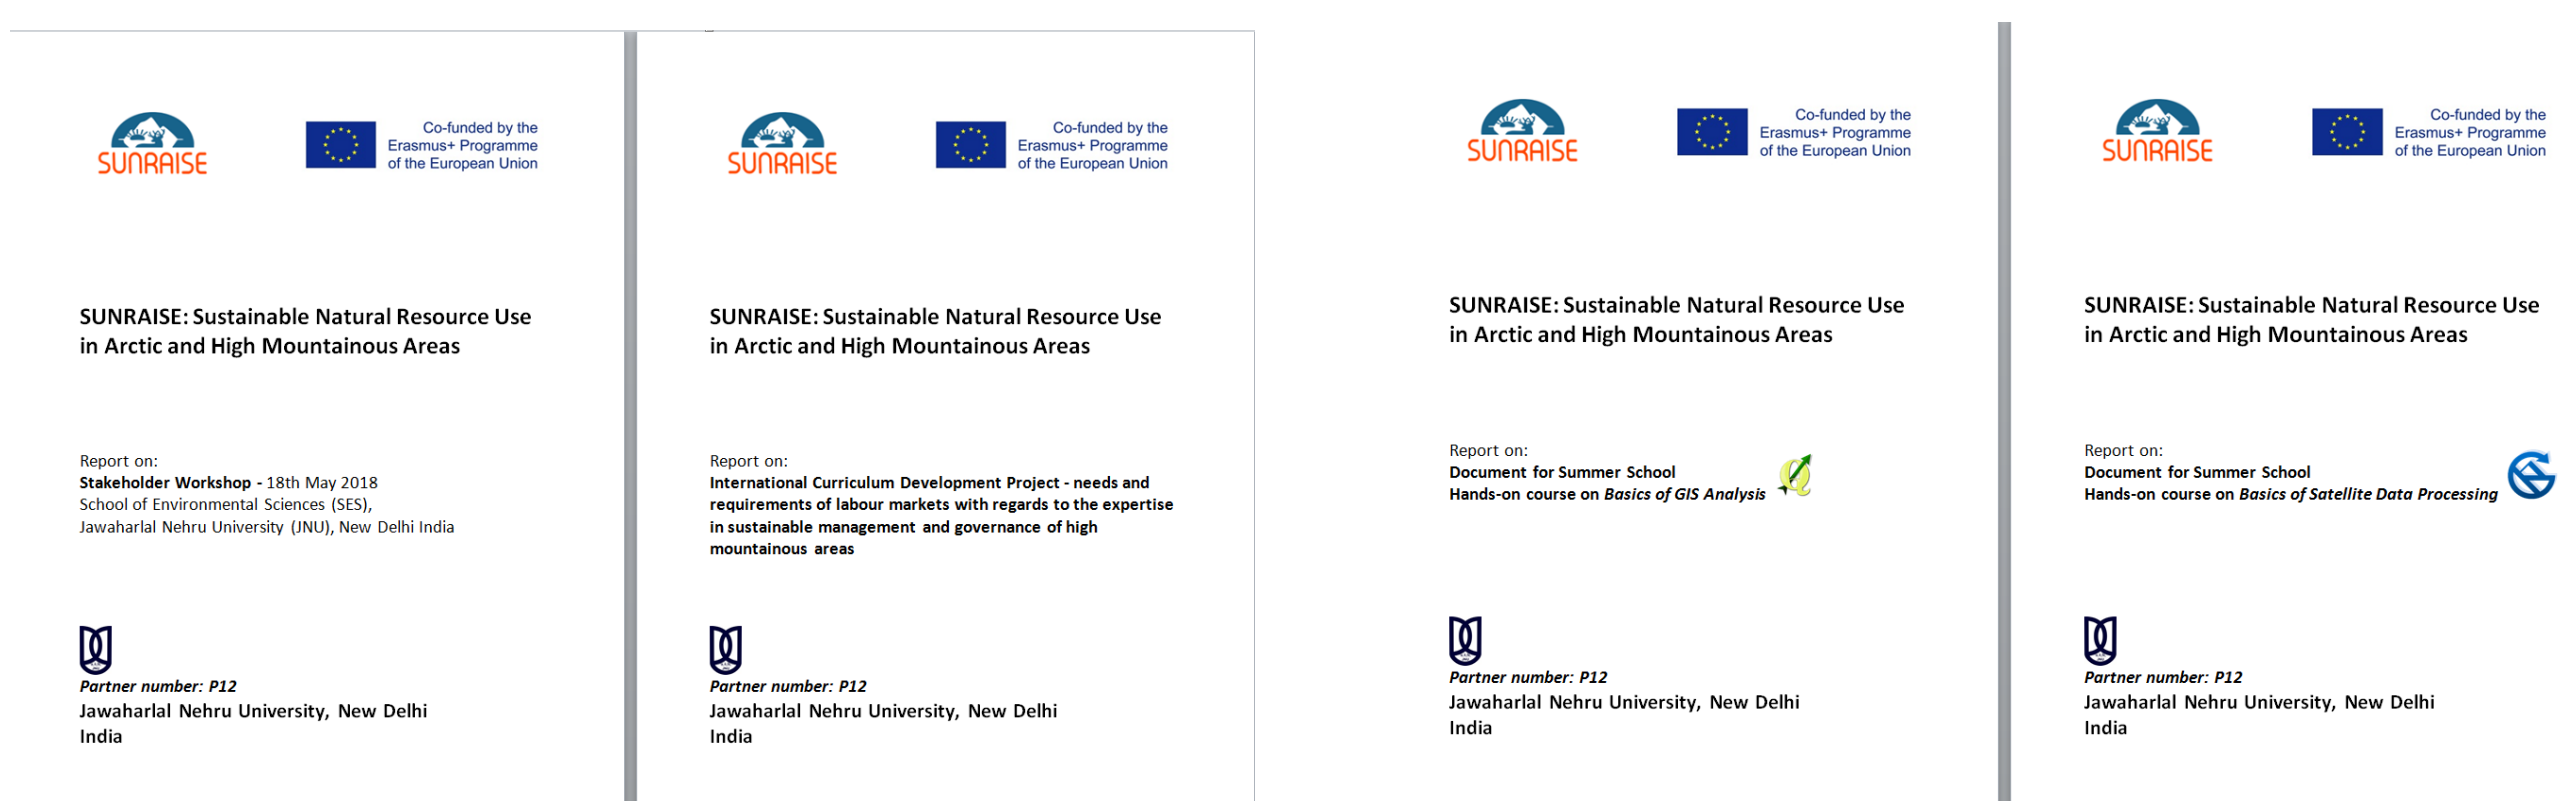 SUNRAISE
Co-funded by the
Erasmus+ Programme
of the European Union
SUNRAISE: Sustainable Natural Resource Use
in Arctic and High Mountainous Areas
Report on:
Stakeholder Workshop - 18th May 2018
School of Environmental Sciences (SES),
Jawaharlal Nehru University (JNU), New Delhi India
Partner number: P12
Jawaharlal Nehru University, New Delhi
India
SUNRAISE
Co-funded by the
Erasmus+ Programme
of the European Union
SUNRAISE: Sustainable Natural Resource Use
in Arctic and High Mountainous Areas
Report on:
International Curriculum Development Project - needs and
requirements of labour markets with regards to the expertise
in sustainable management and governance of high
mountainous areas
Partner number: P12
Jawaharlal Nehru University, New Delhi
India
SUNRAISE
Co-funded by the
Erasmus+ Programme
of the European Union
SUNRAISE: Sustainable Natural Resource Use
in Arctic and High Mountainous Areas
Report on:
Document for Summer School
Hands-on course on Basics of GIS Analysis
Partner number: P12
Jawaharlal Nehru University, New Delhi
India
SUNRAISE
Co-funded by the
Erasmus+ Programme
of the European Union
SUNRAISE: Sustainable Natural Resource Use
in Arctic and High Mountainous Areas
Report on:
Document for Summer School
Hands-on course on Basics of Satellite Data Processing
Partner number: P12
Jawaharlal Nehru University, New Delhi
India